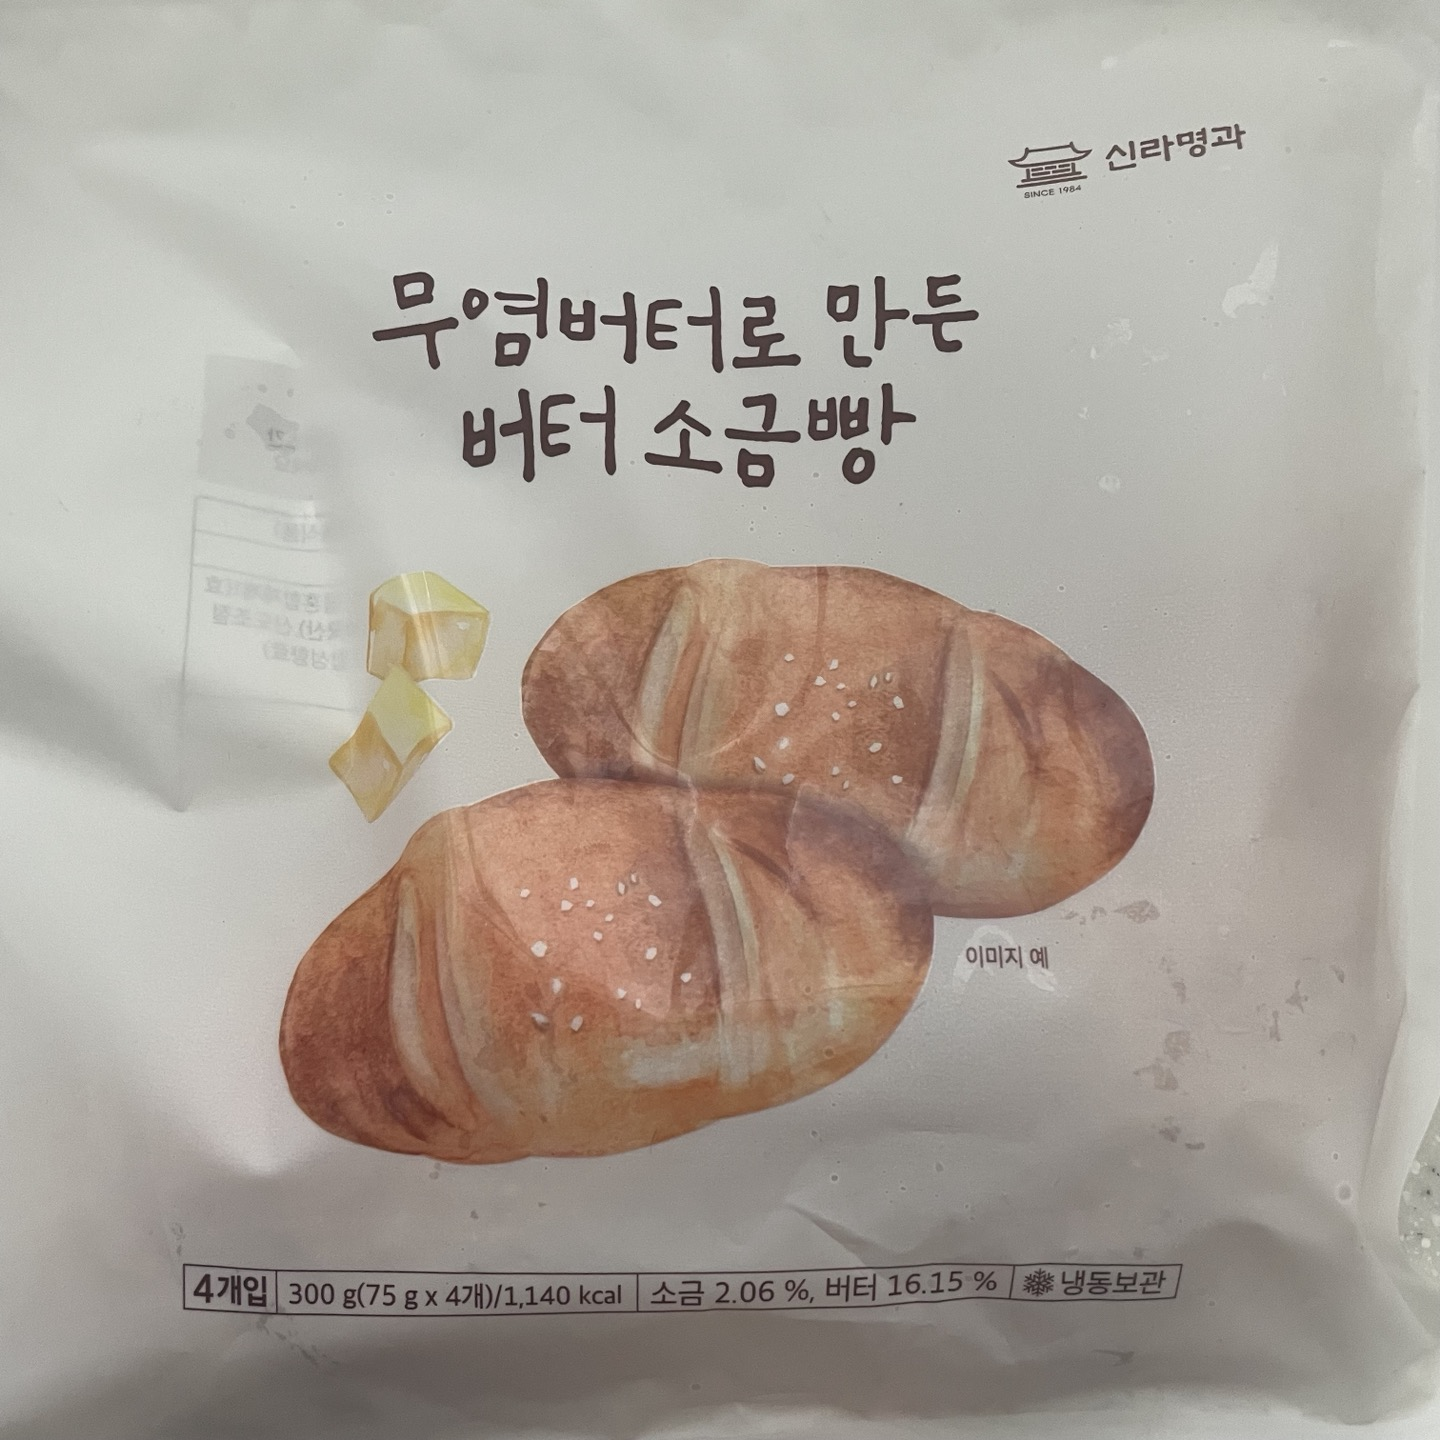 신라명과
SINCE 1984
무염버터로 만든
버터 소금빵
이미지 예
4개입 300 g(75 g x 4개)/1,140 kcal 소금 2.06 %, 버터 16.15 % 냉동보관